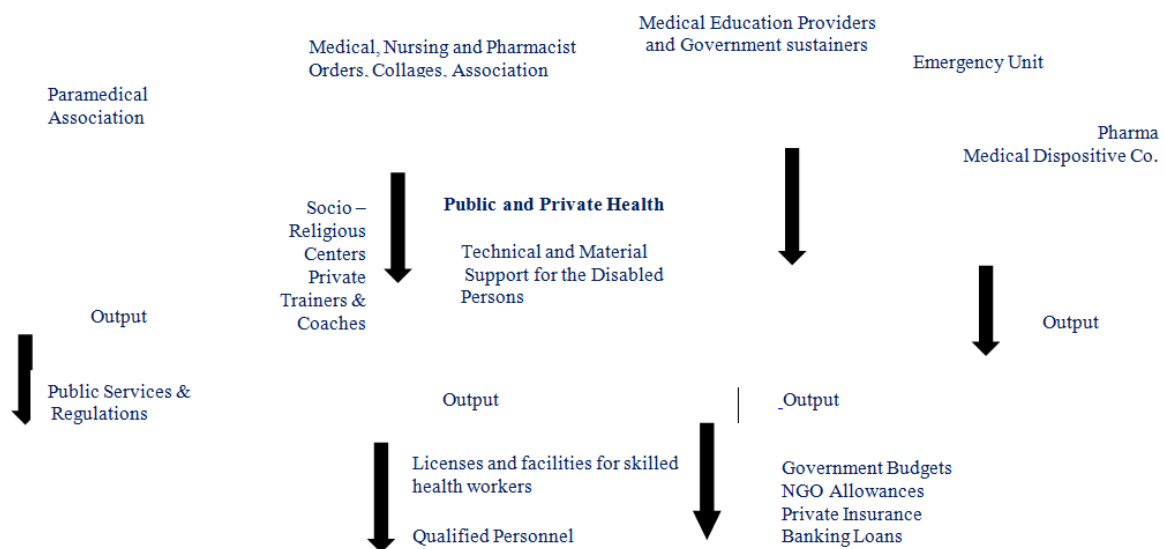 Medical Education Providers
and Government sustainers
Medical, Nursing and Pharmacist
Orders, Collages, Association
Emergency Unit
Paramedical
Association
Pharma
Medical Dispositive Co.
Socio –
Religious
Centers
Private
Trainers &
Coaches
Public and Private Health
Technical and Material
Support for the Disabled
Persons
Output
Output
Public Services &
Regulations
Output
Output
Licenses and facilities for skilled
health workers
Qualified Personnel
Government Budgets
NGO Allowances
Private Insurance
Banking Loans